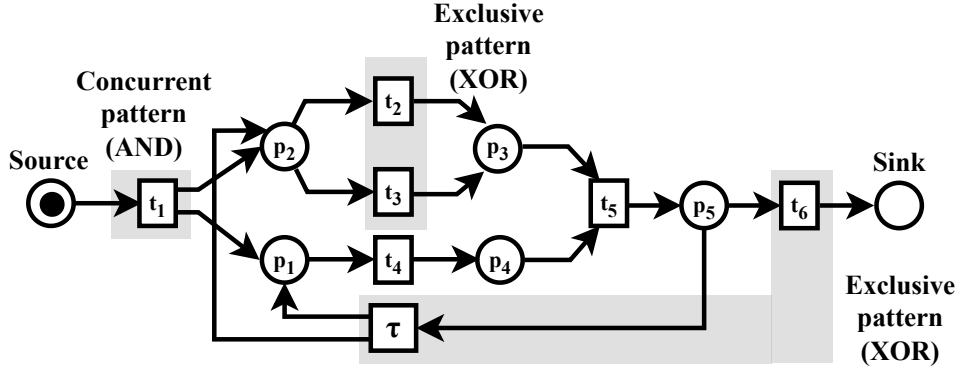 Exclusive
pattern
(XOR)
Concurrent
pattern
(AND)
Source
t₁
p₂
t₂
t₃
p₃
p₁
t₄
p₄
t₅
p₅
t₆
Sink
τ
Exclusive
pattern
(XOR)